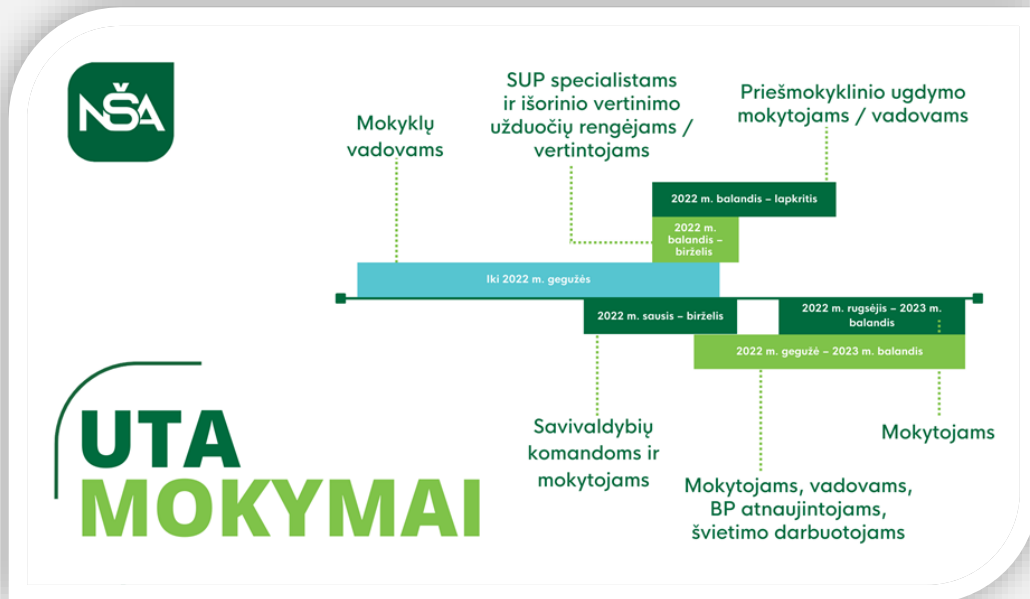 NŠA
Mokyklų
vadovams
SUP specialistams
ir išorinio vertinimo
užduočių rengėjams /
vertintojams
Priešmokyklinio ugdymo
mokytojams / vadovams
2022 m. balandis – lapkritis
2022 m.
balandis –
birželis
Iki 2022 m. gegužės
2022 m. sausis – birželis
2022 m. rugsėjis – 2023 m.
balandis
2022 m. gegužė – 2023 m. balandis
Savivaldybių
komandoms ir
mokytojams
Mokytojams, vadovams,
BP atnaujintojams,
švietimo darbuotojams
Mokytojams
UTA
MOKYMAI